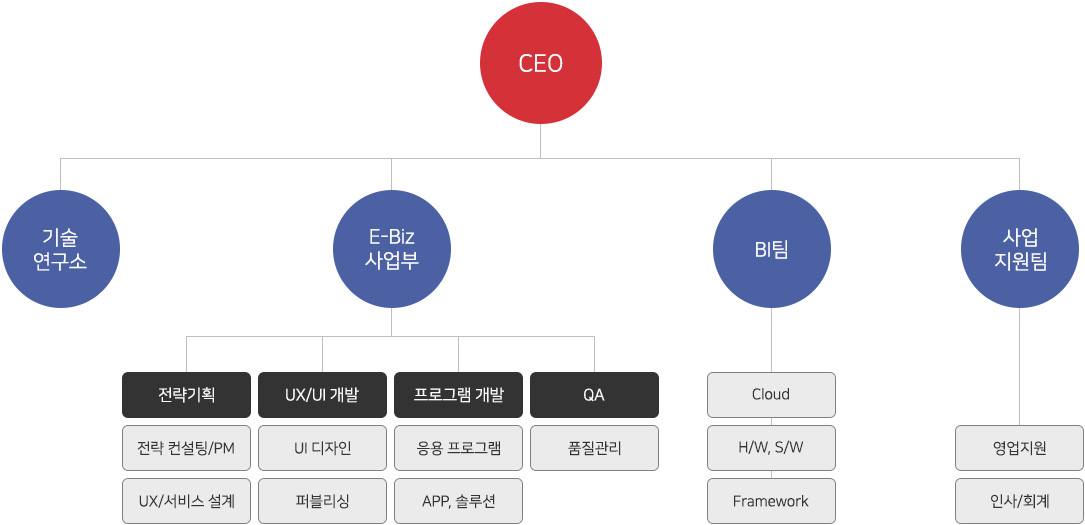 CEO
기술
연구소
E-Biz
사업부
BI팀
사업
지원팀
전략기획
UX/UI 개발
프로그램 개발
QA
Cloud
전략 컨설팅/PM
UI 디자인
응용 프로그램
품질관리
H/W, S/W
영업지원
UX/서비스 설계
퍼블리싱
APP, 솔루션
Framework
인사/회계